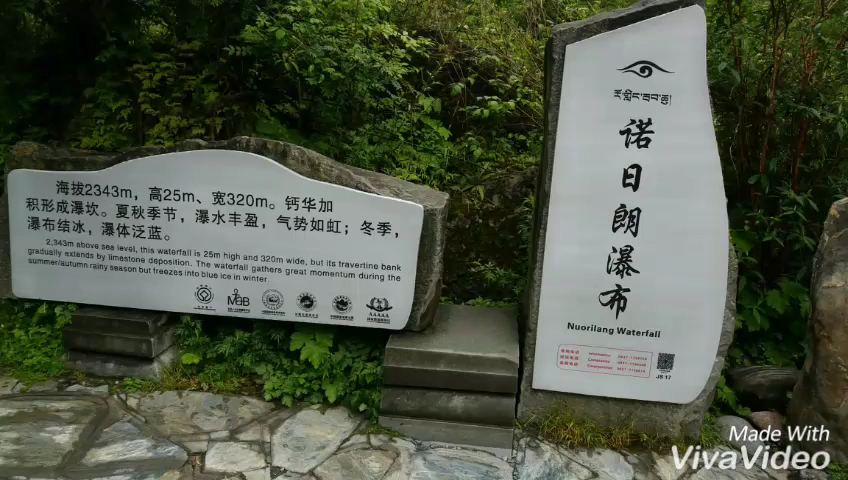 海拔2343m，高25m、宽320m。钙华加
积形成瀑坎。夏秋季节，瀑水丰盈，气势如虹；冬季，
瀑布结冰，瀑体泛蓝。
2,343m above sea level, this waterfall is 25m high and 320m wide, but its travertine bank
gradually extends by limestone deposition. The waterfall gathers great momentum during the
summer/autumn rainy season but freezes into blue ice in winter.
MAB
AAAAA
诺日朗瀑布
Nuorilang Waterfall
JS 17
Made With
VivaVideo